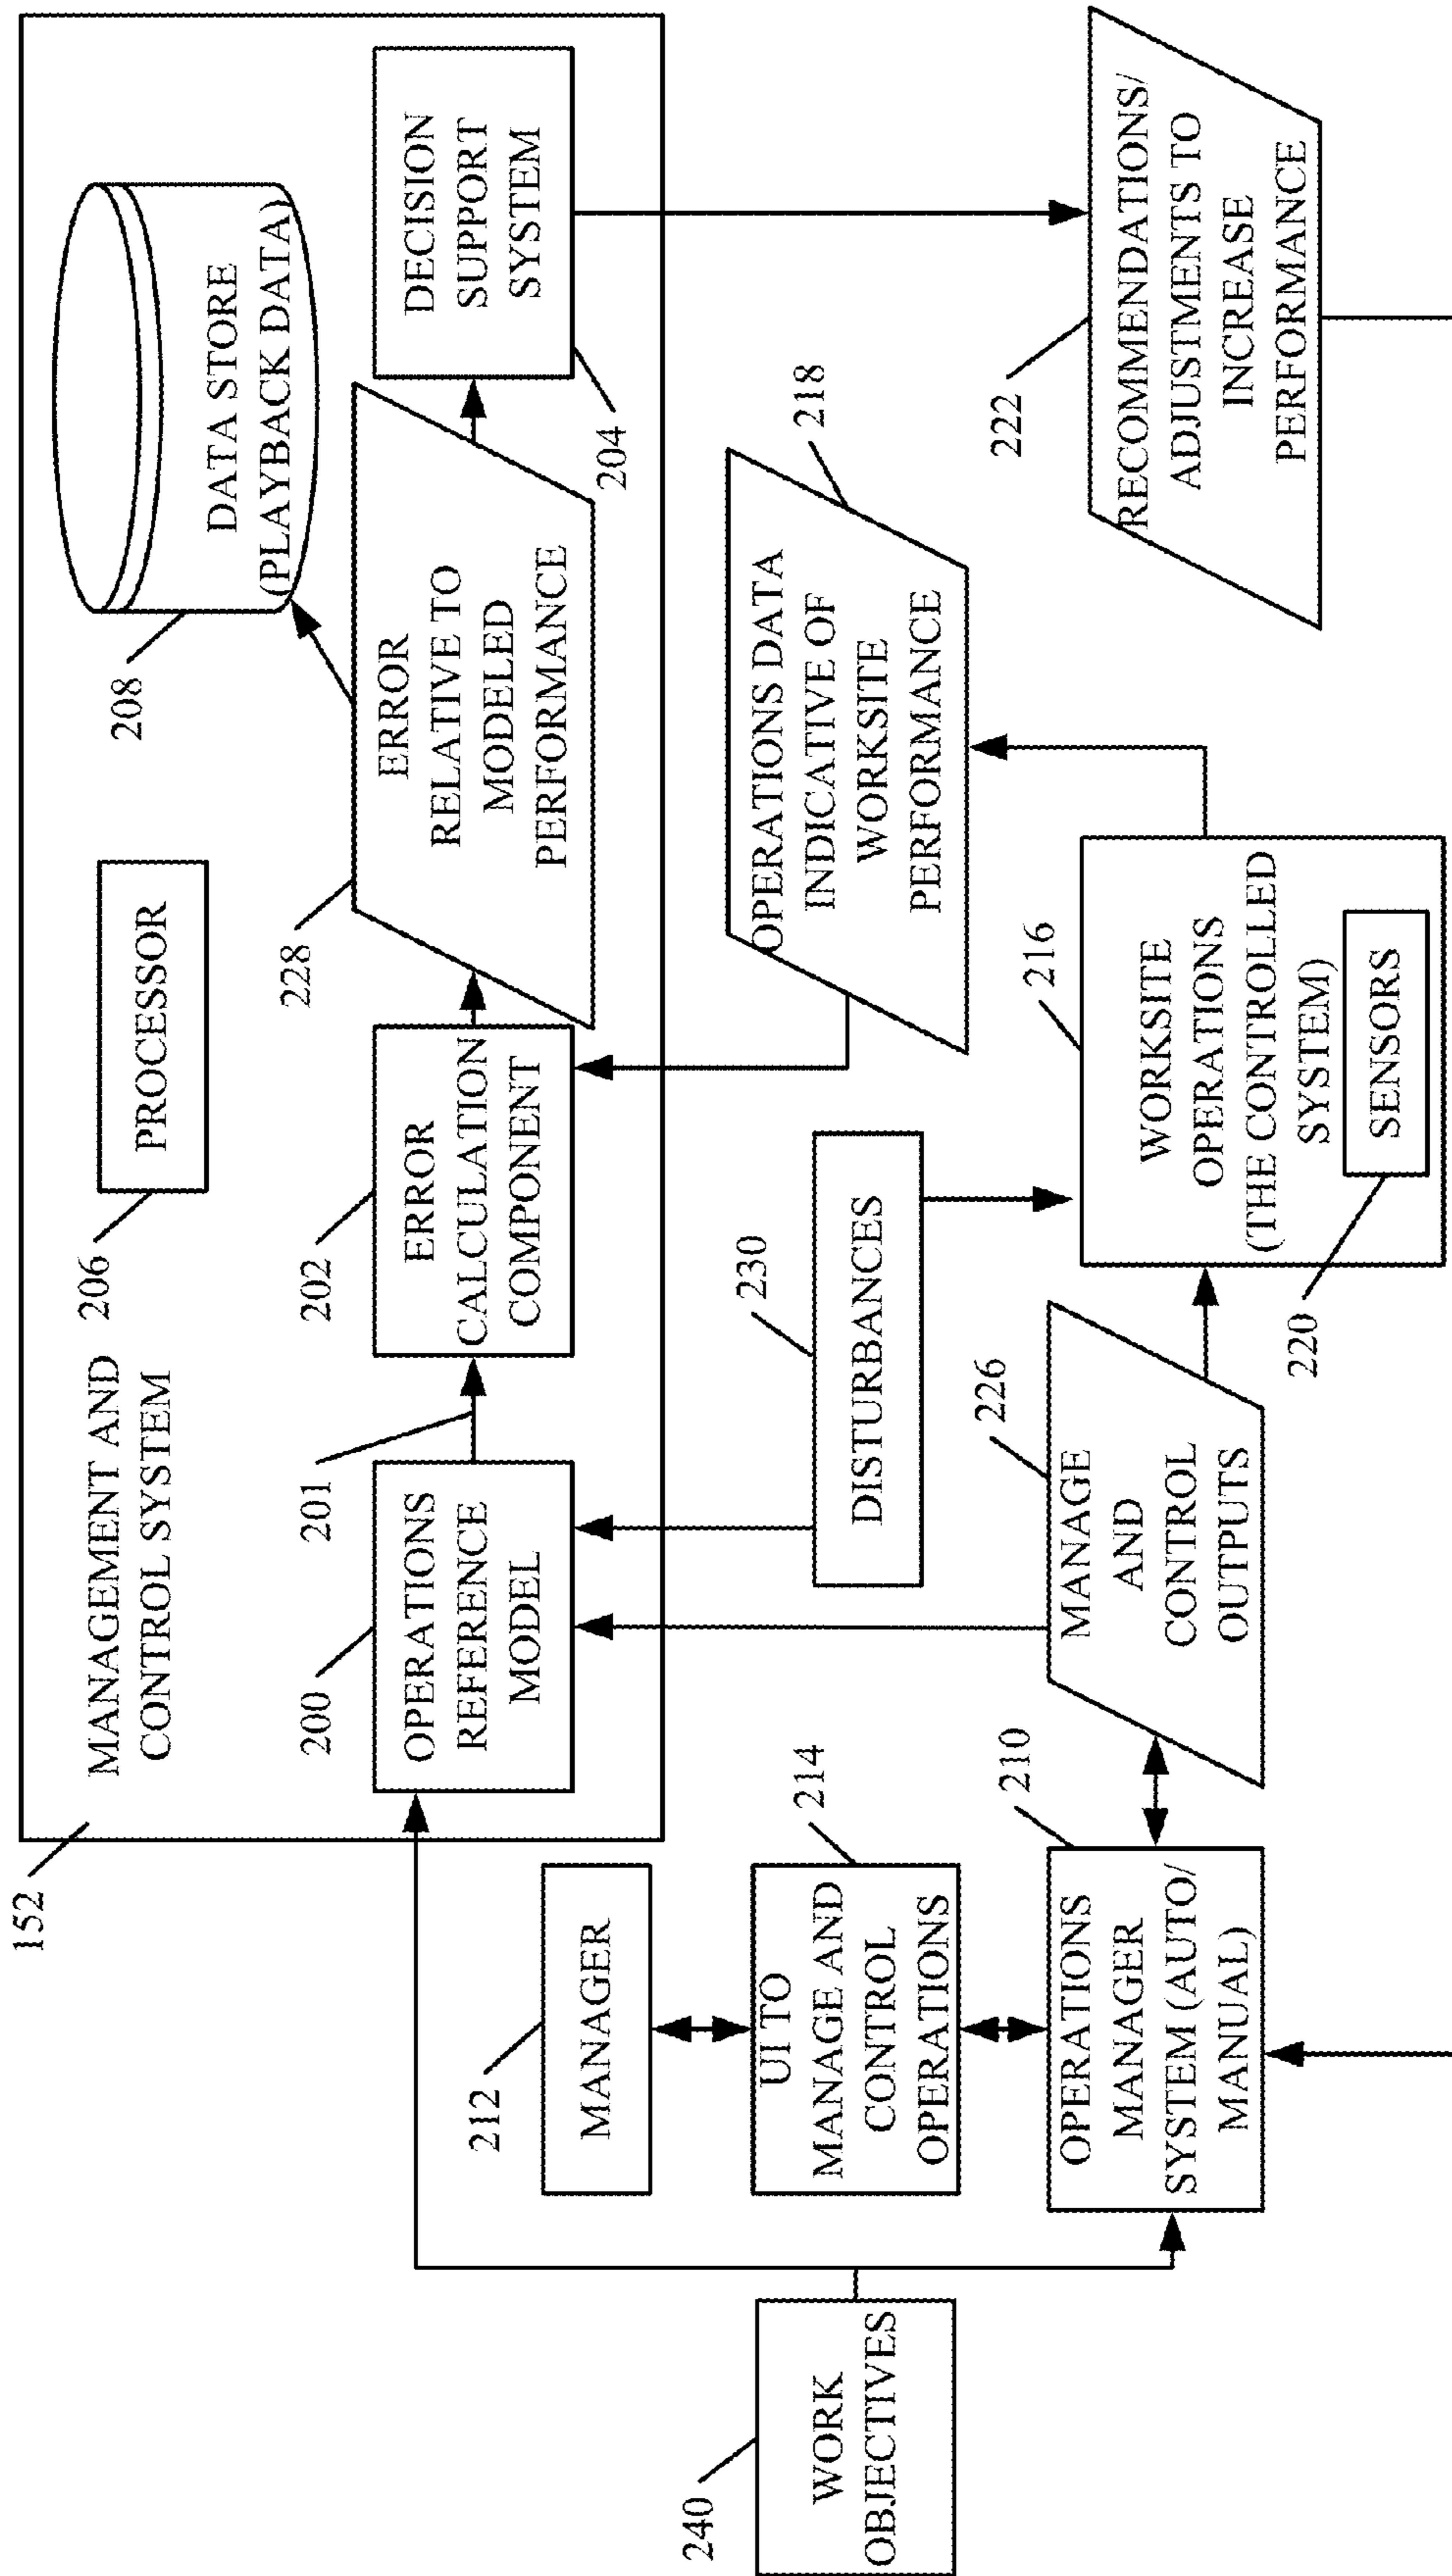 152
MANAGEMENT AND
CONTROL SYSTEM
206
PROCESSOR
208
DATA STORE
(PLAYBACK DATA)
200
OPERATIONS
REFERENCE
MODEL
201
202
ERROR
CALCULATION
COMPONENT
228
ERROR
RELATIVE TO
MODELED
PERFORMANCE
204
DECISION
SUPPORT
SYSTEM
212
MANAGER
240
WORK
OBJECTIVES
214
UI TO
MANAGE AND
CONTROL
OPERATIONS
230
DISTURBANCES
218
OPERATIONS DATA
INDICATIVE OF
WORKSITE
PERFORMANCE
210
OPERATIONS
MANAGER
SYSTEM (AUTO/
MANUAL)
226
MANAGE
AND
CONTROL
OUTPUTS
216
WORKSITE
OPERATIONS
(THE CONTROLLED
SYSTEM)
SENSORS
220
222
RECOMMENDATIONS/
ADJUSTMENTS TO
INCREASE
PERFORMANCE